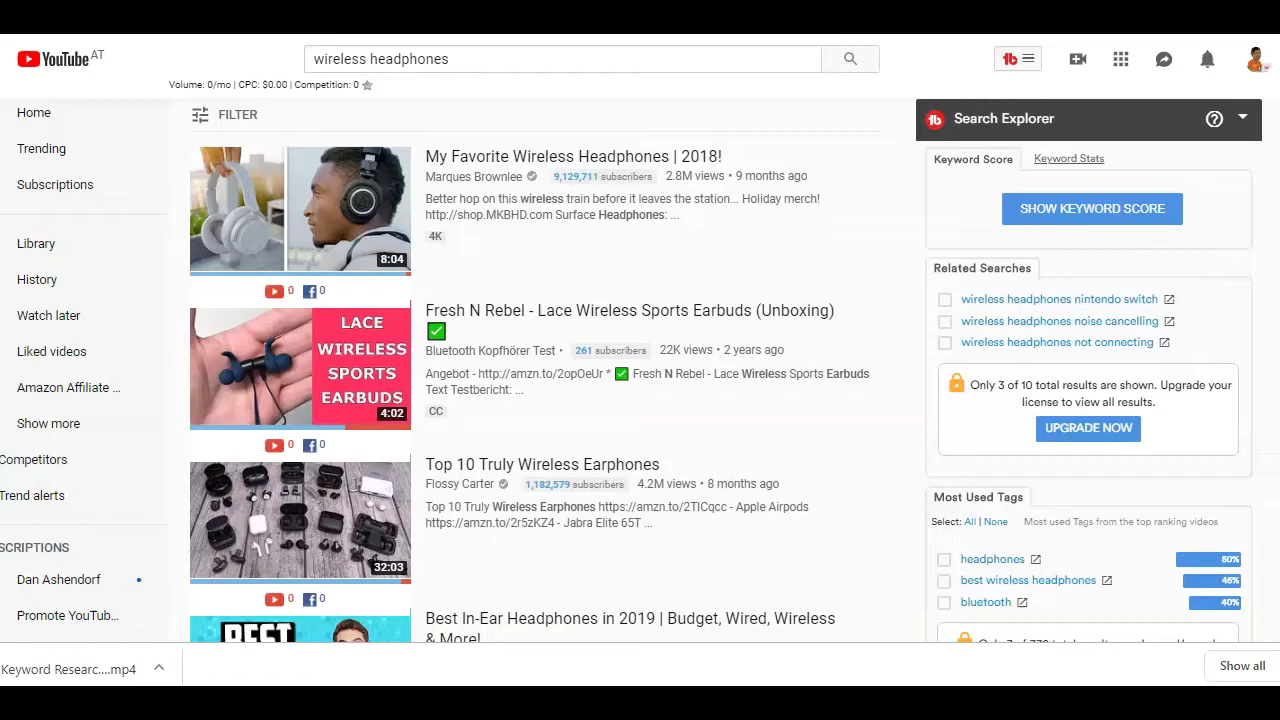 YouTube AT
wireless headphones
Volume: 0/mo | CPC: $0.00 | Competition: 0
Home
Trending
Subscriptions
Library
History
Watch later
Liked videos
Amazon Affiliate ...
Show more
Competitors
Trend alerts
SCRIPTIONS
Dan Ashendorf
Promote YouTub...
FILTER
8:04
My Favorite Wireless Headphones | 2018!
Marques Brownlee 9,129,711 subscribers 2.8M views • 9 months ago
Better hop on this wireless train before it leaves the station... Holiday merch!
http://shop.MKBHD.com Surface Headphones: ...
4K
0 0
LACE
WIRELESS
SPORTS
EARBUDS
4:02
Fresh N Rebel - Lace Wireless Sports Earbuds (Unboxing)
✅
Bluetooth Kopfhörer Test • 261 subscribers 22K views • 2 years ago
Angebot - http://amzn.to/2opOeUr * ✅ Fresh N Rebel - Lace Wireless Sports Earbuds
Text Testbericht: ...
CC
0 0
32:03
Top 10 Truly Wireless Earphones
Flossy Carter 1,182,579 subscribers 4.2M views • 8 months ago
Top 10 Truly Wireless Earphones https://amzn.to/2TICqcc - Apple Airpods
https://amzn.to/2r5zKZ4 - Jabra Elite 65T ...
0 0
BEST
Best In-Ear Headphones in 2019 | Budget, Wired, Wireless
& More!
tb
tb Search Explorer
Keyword Score Keyword Stats
SHOW KEYWORD SCORE
Related Searches
wireless headphones nintendo switch
wireless headphones noise cancelling
wireless headphones not connecting
Only 3 of 10 total results are shown. Upgrade your
license to view all results.
UPGRADE NOW
Most Used Tags
Select: All | None Most used Tags from the top ranking videos
headphones 50%
best wireless headphones 45%
bluetooth 40%
Keyword Researc....mp4
Show all